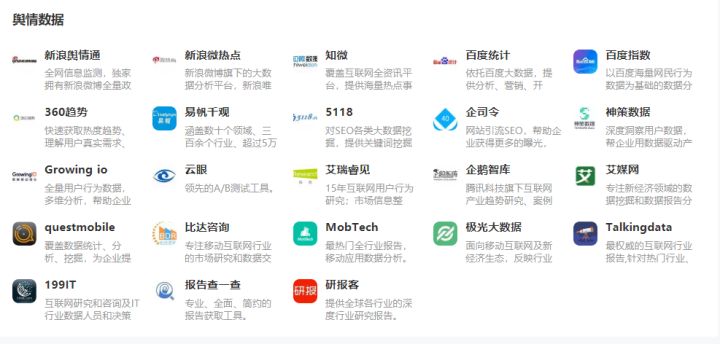 舆情数据
新浪舆情通
全网信息监测，独家
拥有新浪微博全量政
新浪微热点
新浪微博旗下的大数
据分析平台，新浪唯
知微
覆盖互联网全资讯平
台，提供海量热点事
百度统计
依托百度大数据，提
供分析、营销、开
百度指数
以百度海量网民行为
数据为基础的数据分
360趋势
快速获取热度趋势、
理解用户真实需求、
易帆千观
涵盖数十个领域、三
百余个行业、超过5万
5118
对SEO各类大数据挖
掘，提供关键词挖掘
企司令
网站引流SEO，帮助企
业获得更多的曝光，
神策数据
深度洞察用户数据，
帮企业用数据驱动产
Growing io
全量用户行为数据，
多维分析，帮助企业
云眼
领先的A/B测试工具。
艾瑞睿见
15年互联网用户行为
研究；市场信息整
企鹅智库
腾讯科技旗下互联网
产业趋势研究、案例
艾媒网
专注新经济领域的数
据挖掘和数据报告分
questmobile
覆盖数据统计、分
析、挖掘，为企业提
比达咨询
专注移动互联网行业
的市场研究和数据交
MobTech
最热门全行业报告，
移动应用数据分析。
极光大数据
面向移动互联网及新
经济生态，反映行业
Talkingdata
最权威的互联网行业
报告,针对热门行业、
199IT
互联网研究和咨询及IT
行业数据人员和决策
报告查一查
专业、全面、简约的
报告获取工具。
研报
研报客
提供全球各行业的深
度行业研究报告。